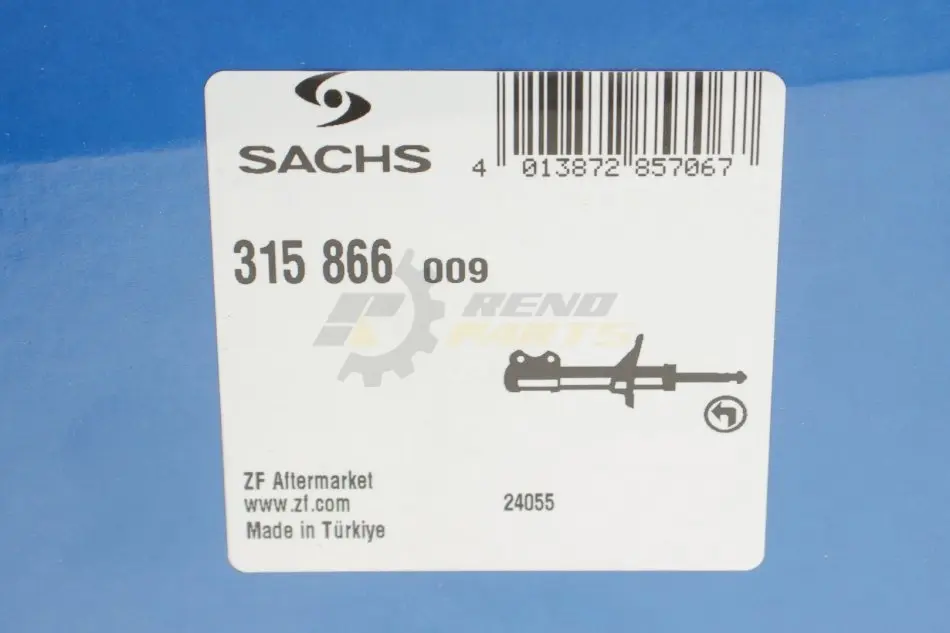 SACHS
4 013872 857067
315 866 009
RENO
PARTS
ZF Aftermarket
www.zf.com
Made in Türkiye
24055